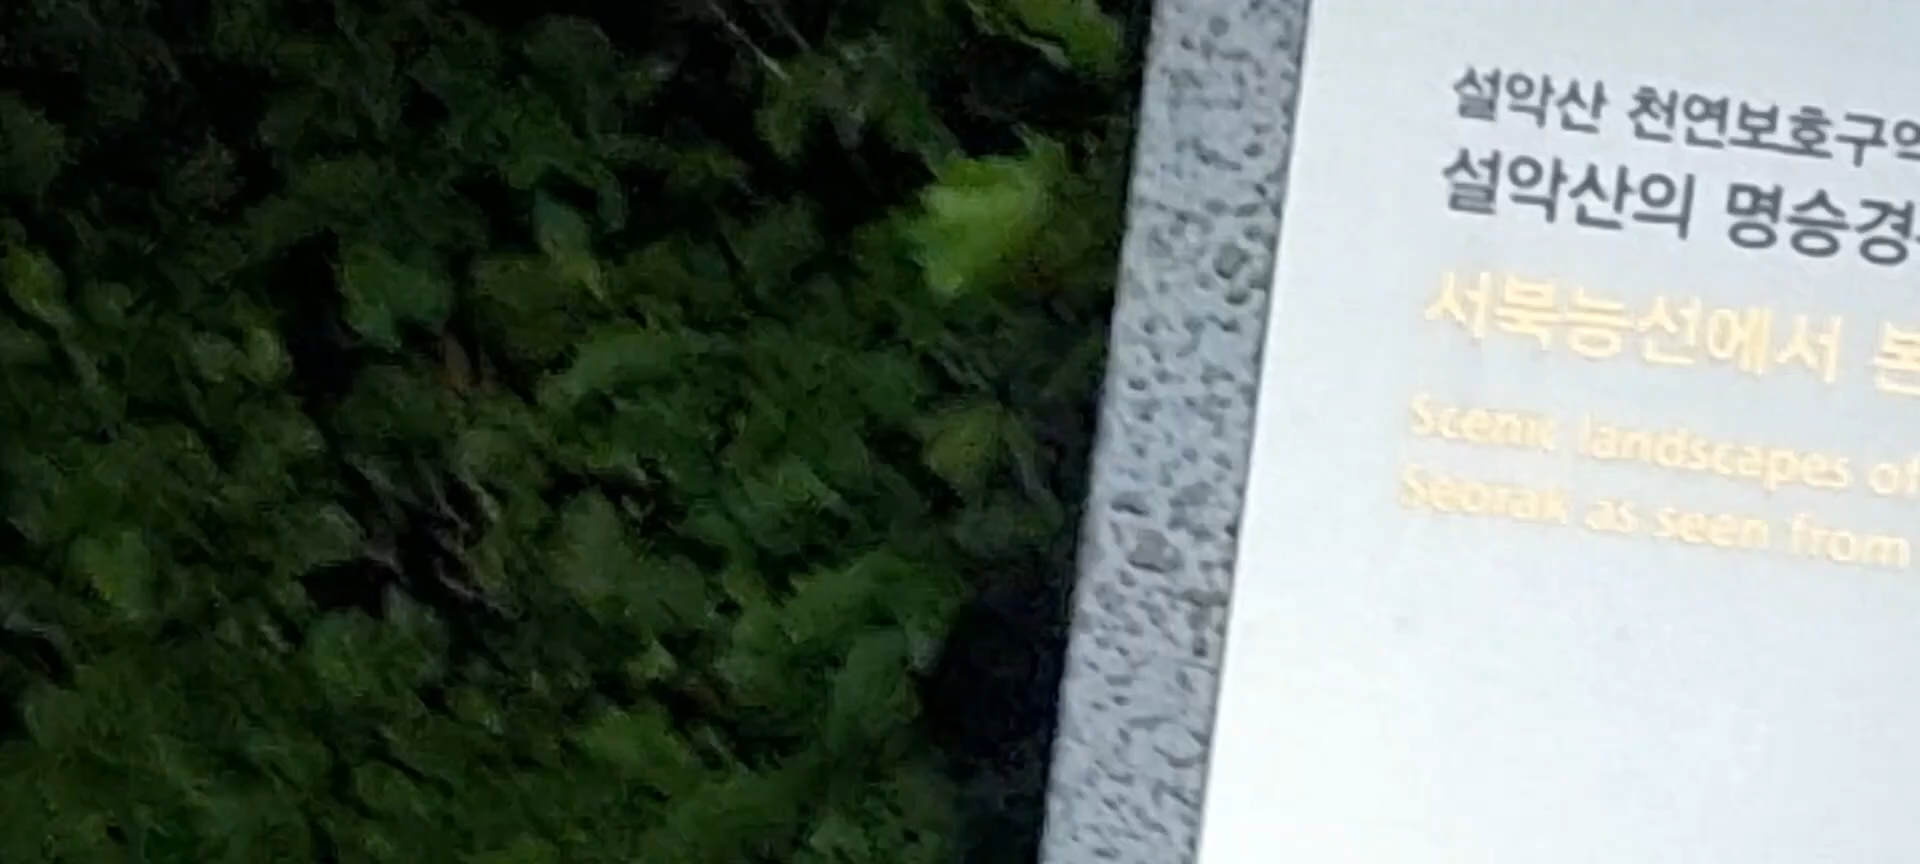 설악산 천연보호구역
설악산의 명승경
서북능선에서 본
Scenic landscapes of
Seorak as seen from